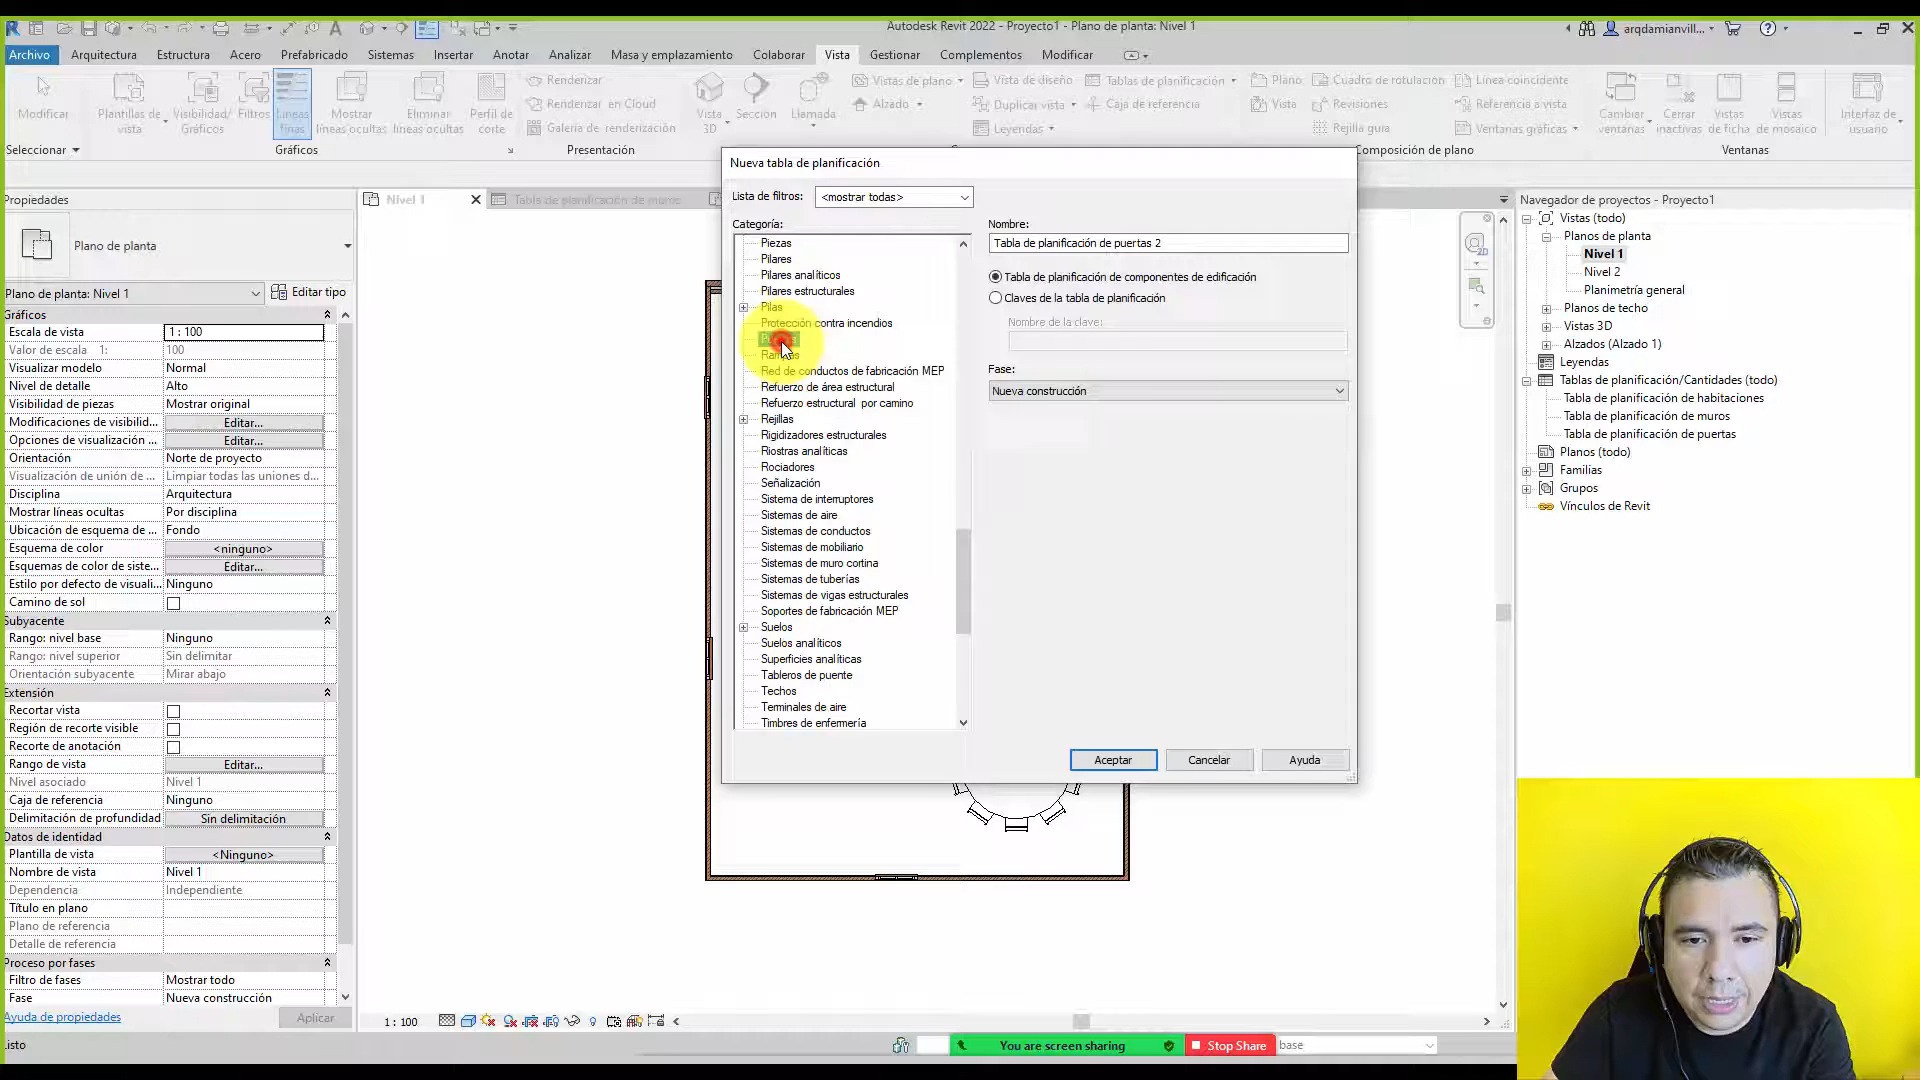 Autodesk Revit 2022 - Proyecto1 - Plano de planta: Nivel 1
arqdamianvill...
Archivo Arquitectura Estructura Acero Prefabricado Sistemas Insertar Anotar Analizar Masa y emplazamiento Colaborar Vista Gestionar Complementos Modificar
Modificar
Plantillas de vista
Visibilidad/ Gráficos
Filtros
Líneas finas
Mostrar líneas ocultas
Eliminar líneas ocultas
Perfil de corte
Renderizar
Renderizar en Cloud
Galería de renderización
Vista 3D
Sección
Llamada
Vistas de plano
Alzado
Vista de diseño
Duplicar vista
Leyendas
Tablas de planificación
Caja de referencia
Plano
Vista
Cuadro de rotulación
Revisiones
Rejilla guía
Línea coincidente
Referencia a vista
Ventanas gráficas
Cambiar ventanas
Cerrar inactivas
Vistas de ficha
Vistas de mosaico
Interfaz de usuario
Seleccionar
Gráficos
Presentación
Composición de plano
Ventanas
Propiedades
Plano de planta
Plano de planta: Nivel 1
Editar tipo
Gráficos
Escala de vista 1 : 100
Valor de escala 1: 100
Visualizar modelo Normal
Nivel de detalle Alto
Visibilidad de piezas Mostrar original
Modificaciones de visibilid... Editar...
Opciones de visualización ... Editar...
Orientación Norte de proyecto
Visualización de unión de ... Limpiar todas las uniones d...
Disciplina Arquitectura
Mostrar líneas ocultas Por disciplina
Ubicación de esquema de ... Fondo
Esquema de color <ninguno>
Esquemas de color de siste... Editar...
Estilo por defecto de visuali... Ninguno
Camino de sol
Subyacente
Rango: nivel base Ninguno
Rango: nivel superior Sin delimitar
Orientación subyacente Mirar abajo
Extensión
Recortar vista
Región de recorte visible
Recorte de anotación
Rango de vista Editar...
Nivel asociado Nivel 1
Caja de referencia Ninguno
Delimitación de profundidad Sin delimitación
Datos de identidad
Plantilla de vista <Ninguno>
Nombre de vista Nivel 1
Dependencia Independiente
Título en plano
Plano de referencia
Detalle de referencia
Proceso por fases
Filtro de fases Mostrar todo
Fase Nueva construcción
Ayuda de propiedades
Aplicar
Nivel 1
Tabla de planificación de muros
Nueva tabla de planificación
Lista de filtros: <mostrar todas>
Categoría:
Piezas
Pilares
Pilares analíticos
Pilares estructurales
Pilas
Protección contra incendios
Red de conductos de fabricación MEP
Refuerzo de área estructural
Refuerzo estructural por camino
Rejillas
Rigidizadores estructurales
Riostras analíticas
Rociadores
Señalización
Sistema de interruptores
Sistemas de aire
Sistemas de conductos
Sistemas de mobiliario
Sistemas de muro cortina
Sistemas de tuberías
Sistemas de vigas estructurales
Soportes de fabricación MEP
Suelos
Suelos analíticos
Superficies analíticas
Tableros de puente
Techos
Terminales de aire
Timbres de enfermería
Nombre:
Tabla de planificación de puertas 2
Tabla de planificación de componentes de edificación
Claves de la tabla de planificación
Nombre de la clave:
Fase:
Nueva construcción
Aceptar Cancelar Ayuda
2D
Navegador de proyectos - Proyecto1
Vistas (todo)
Planos de planta
Nivel 1
Nivel 2
Planimetría general
Planos de techo
Vistas 3D
Alzados (Alzado 1)
Leyendas
Tablas de planificación/Cantidades (todo)
Tabla de planificación de habitaciones
Tabla de planificación de muros
Tabla de planificación de puertas
Planos (todo)
Familias
Grupos
Vínculos de Revit
1 : 100
Listo
You are screen sharing
Stop Share
base